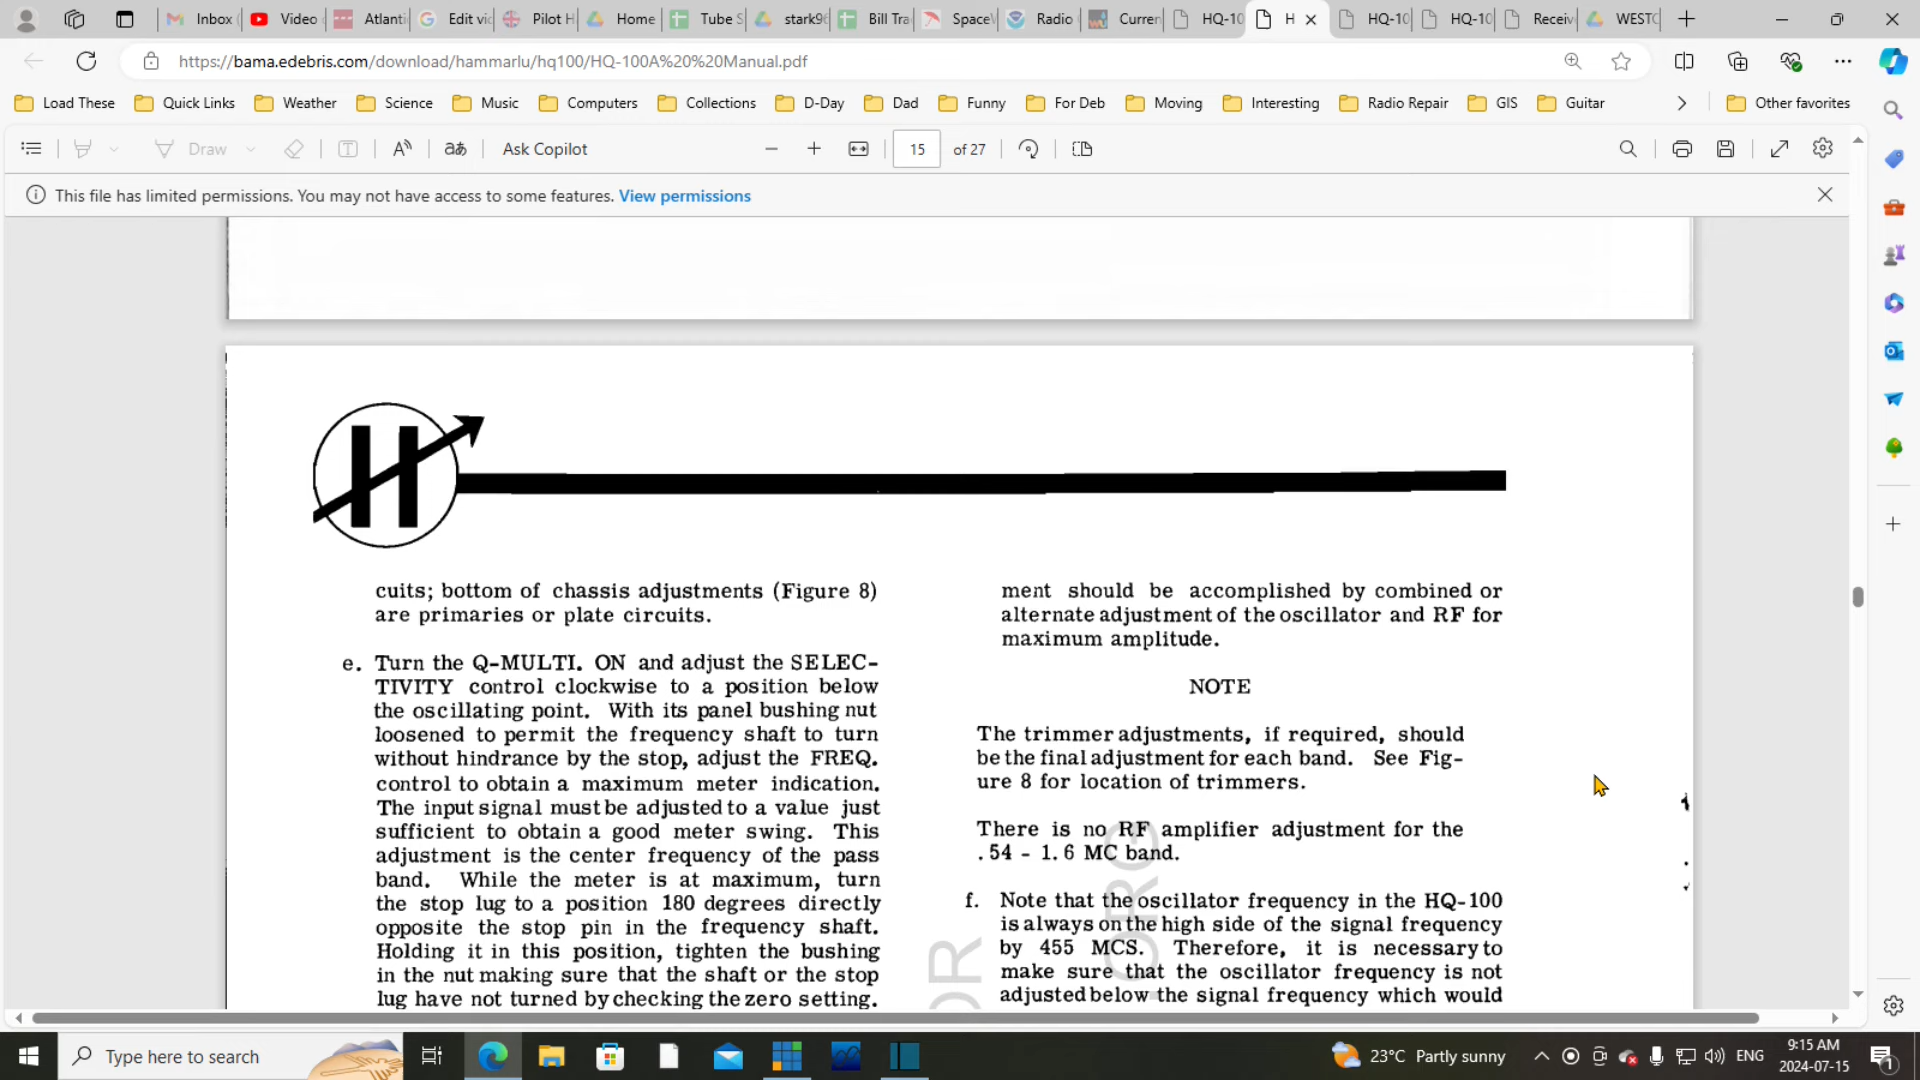 Inbox (
Video
Atlanti
Edit vic
Pilot H
Home
Tube S
stark98
Bill Tra
SpaceW
Radio
Curren
HQ-10
H
HQ-10
HQ-10
Receiv
WESTC
https://bama.edebris.com/download/hammarlu/hq100/HQ-100A%20%20Manual.pdf
Load These
Quick Links
Weather
Science
Music
Computers
Collections
D-Day
Dad
Funny
For Deb
Moving
Interesting
Radio Repair
GIS
Guitar
Other favorites
Draw
Ask Copilot
15
of 27
This file has limited permissions. You may not have access to some features. View permissions
H
cuits; bottom of chassis adjustments (Figure 8)
are primaries or plate circuits.
e. Turn the Q-MULTI. ON and adjust the SELEC-
TIVITY control clockwise to a position below
the oscillating point. With its panel bushing nut
loosened to permit the frequency shaft to turn
without hindrance by the stop, adjust the FREQ.
control to obtain a maximum meter indication.
The input signal must be adjusted to a value just
sufficient to obtain a good meter swing. This
adjustment is the center frequency of the pass
band. While the meter is at maximum, turn
the stop lug to a position 180 degrees directly
opposite the stop pin in the frequency shaft.
Holding it in this position, tighten the bushing
in the nut making sure that the shaft or the stop
lug have not turned by checking the zero setting.
ment should be accomplished by combined or
alternate adjustment of the oscillator and RF for
maximum amplitude.
NOTE
The trimmer adjustments, if required, should
be the final adjustment for each band. See Fig-
ure 8 for location of trimmers.
There is no RF amplifier adjustment for the
.54 - 1.6 MC band.
f. Note that the oscillator frequency in the HQ-100
is always on the high side of the signal frequency
by 455 MCS. Therefore, it is necessary to
make sure that the oscillator frequency is not
adjusted below the signal frequency which would
OR
.ORG
Type here to search
23°C Partly sunny
ENG
9:15 AM
2024-07-15
1